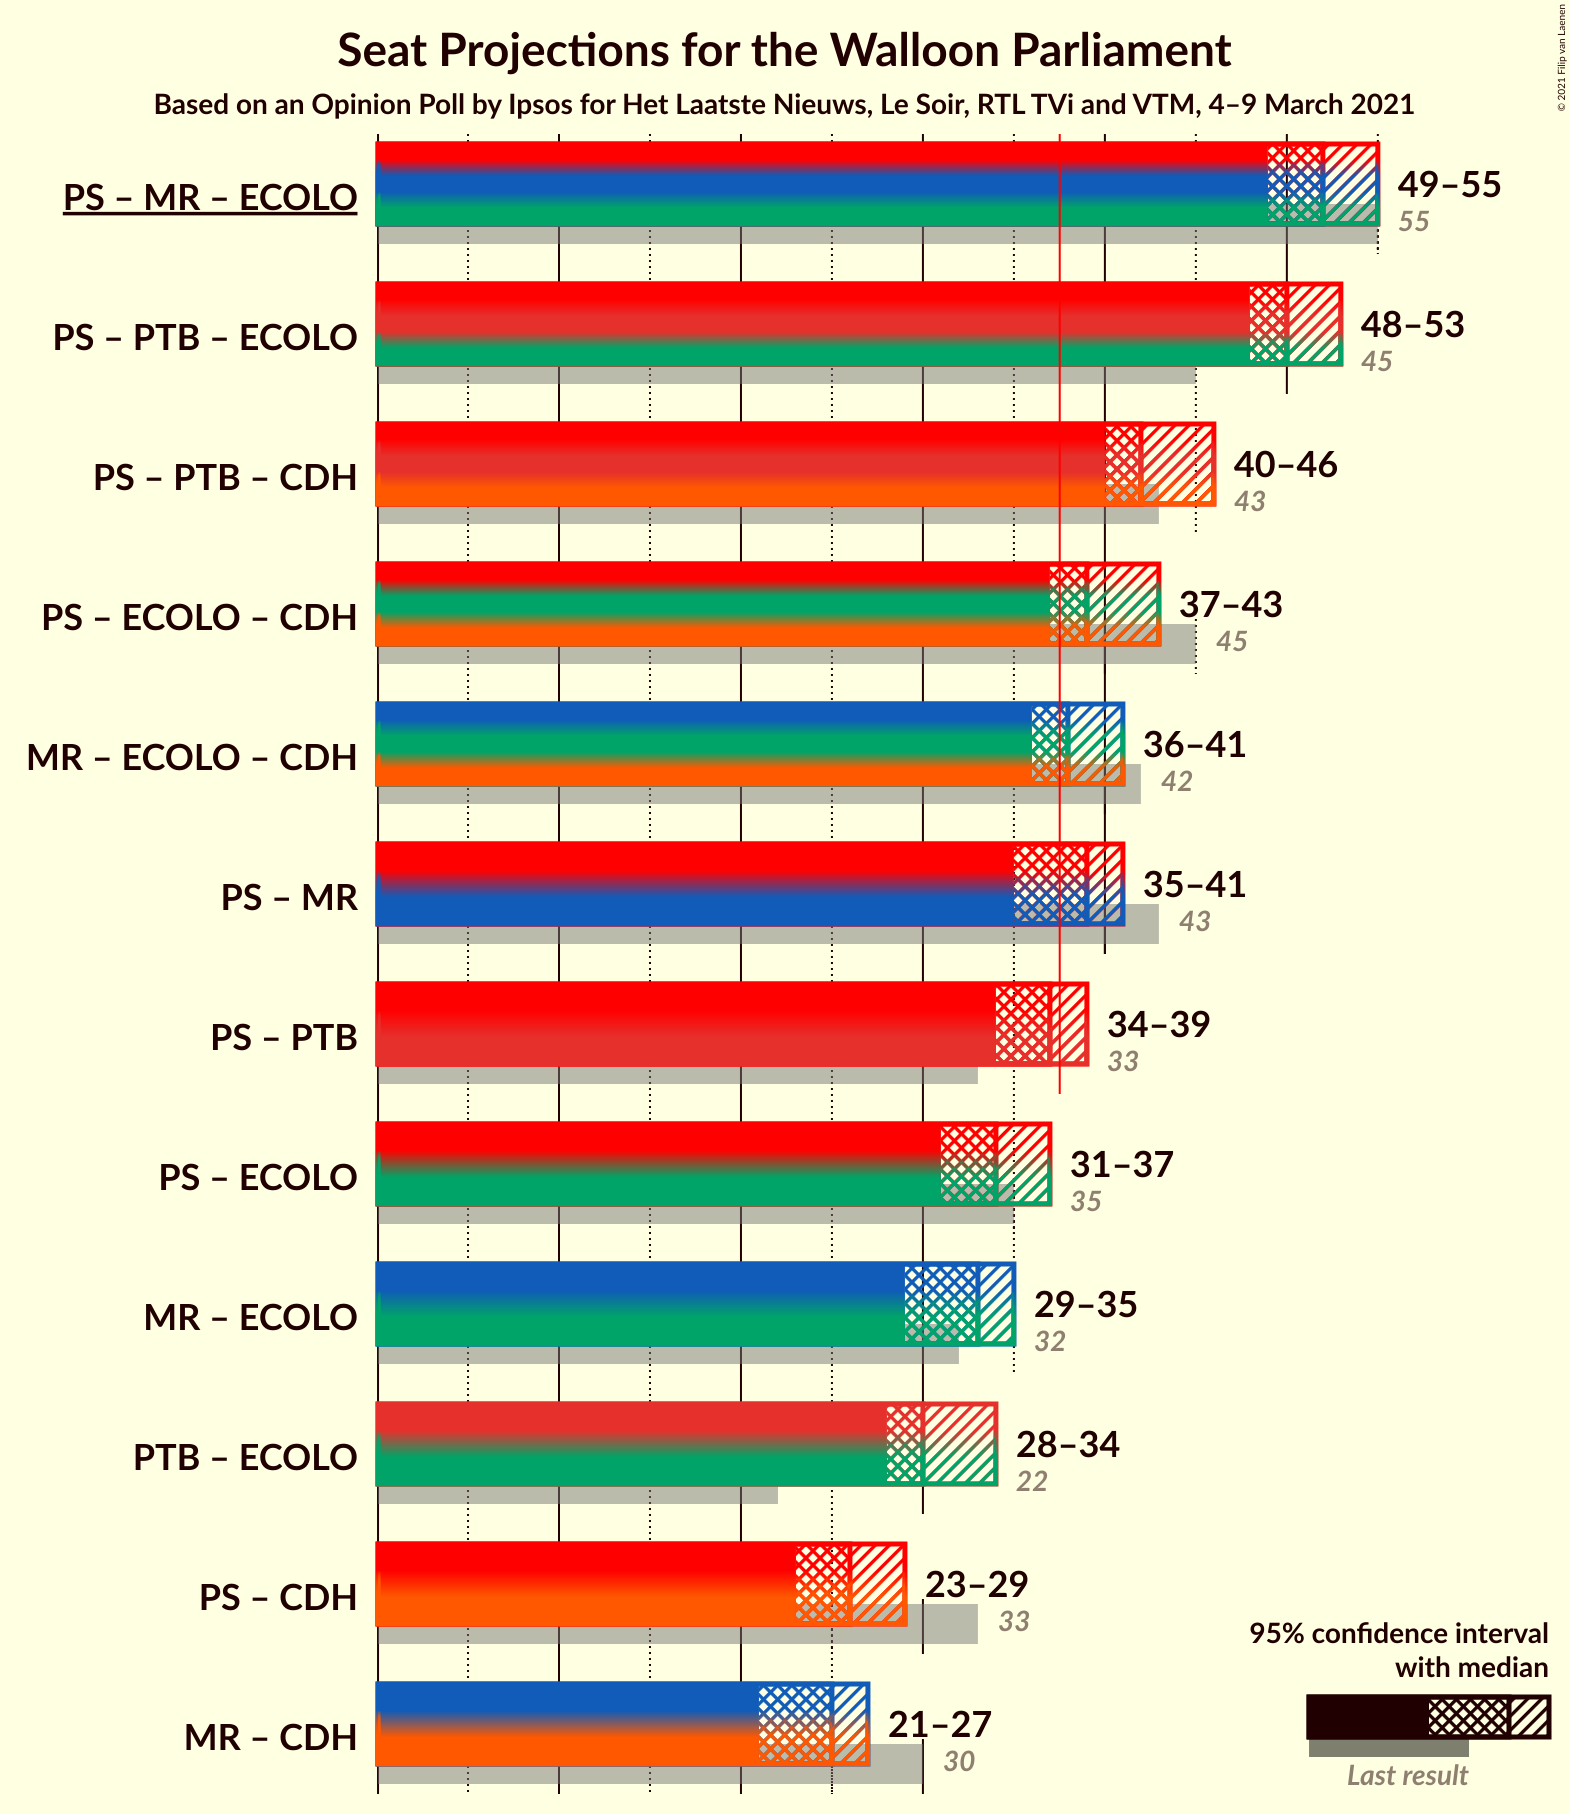 Seat Projections for the Walloon Parliament
Based on an Opinion Poll by Ipsos for Het Laatste Nieuws, Le Soir, RTL TVi and VTM, 4–9 March 2021
© 2021 Filip van Laenen
PS – MR – ECOLO
49–55
55
PS – PTB – ECOLO
48–53
45
PS – PTB – CDH
40–46
43
PS – ECOLO – CDH
37–43
45
MR – ECOLO – CDH
36–41
42
PS – MR
35–41
43
PS – PTB
34–39
33
PS – ECOLO
31–37
35
MR – ECOLO
29–35
32
PTB – ECOLO
28–34
22
PS – CDH
23–29
33
MR – CDH
21–27
30
95% confidence interval
with median
Last result